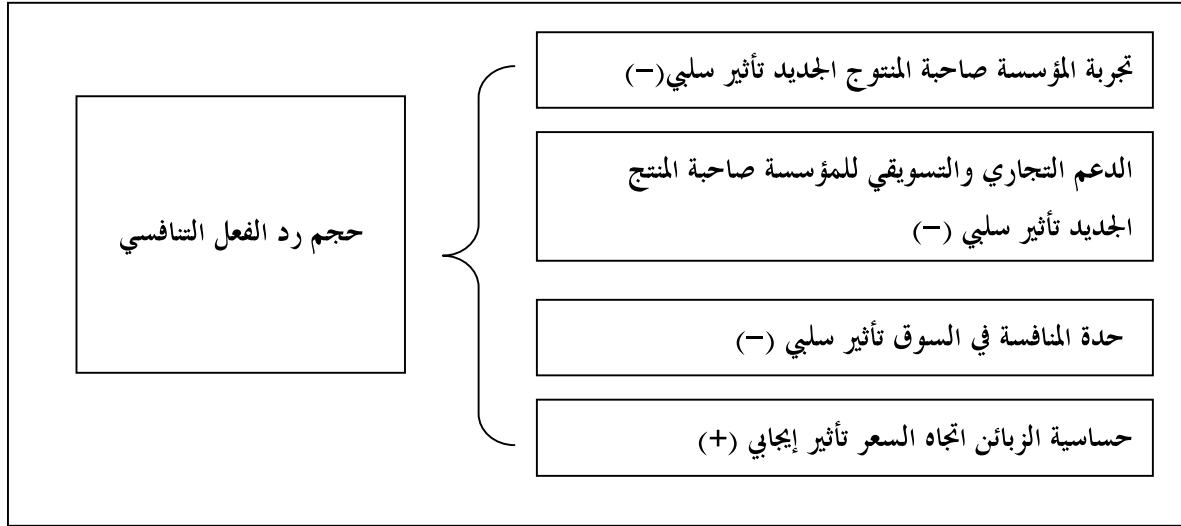 تجربة المؤسسة صاحبة المنتوج الجديد تأثير سلبي(–)
الدعم التجاري والتسويقي للمؤسسة صاحبة المنتج
الجديد تأثير سلبي (–)
حدة المنافسة في السوق تأثير سلبي (–)
حساسية الزبائن اتجاه السعر تأثير إيجابي (+)
حجم رد الفعل التنافسي